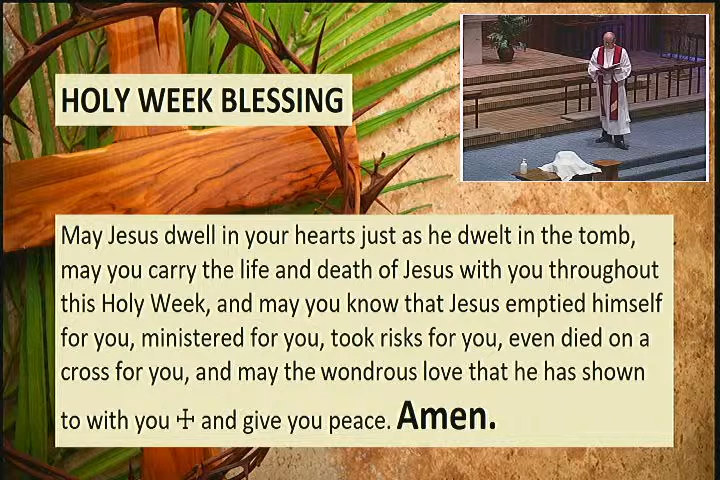 HOLY WEEK BLESSING
May Jesus dwell in your hearts just as he dwelt in the tomb,
may you carry the life and death of Jesus with you throughout
this Holy Week, and may you know that Jesus emptied himself
for you, ministered for you, took risks for you, even died on a
cross for you, and may the wondrous love that he has shown
to with you ☩ and give you peace. Amen.